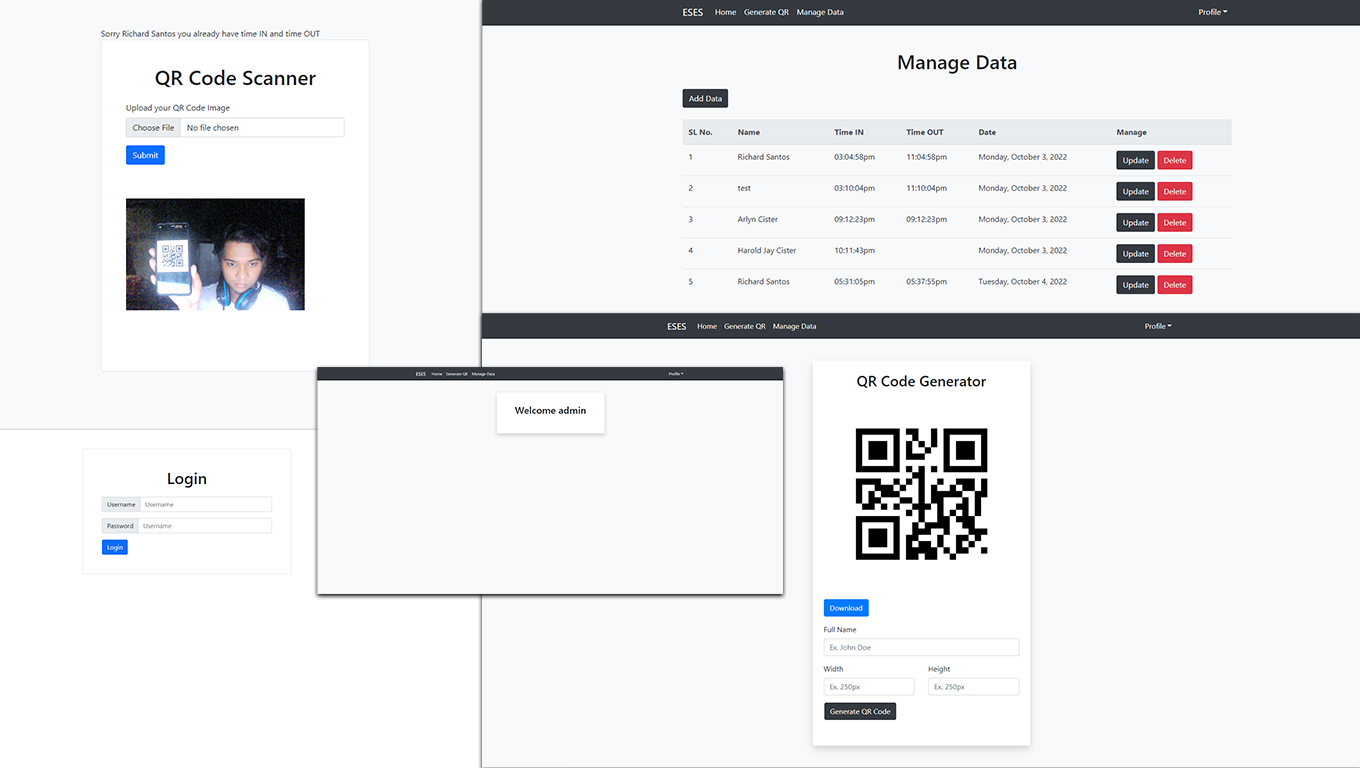 Sorry Richard Santos you already have time IN and time OUT
QR Code Scanner
Upload your QR Code Image
Choose File No file chosen
Submit
ESES Home Generate QR Manage Data Profile
Manage Data
Add Data
SL No. Name Time IN Time OUT Date Manage
1 Richard Santos 03:04:58pm 11:04:58pm Monday, October 3, 2022 Update Delete
2 test 03:10:04pm 11:10:04pm Monday, October 3, 2022 Update Delete
3 Arlyn Cister 09:12:23pm 09:12:23pm Monday, October 3, 2022 Update Delete
4 Harold Jay Cister 10:11:43pm Monday, October 3, 2022 Update Delete
5 Richard Santos 05:31:05pm 05:37:55pm Tuesday, October 4, 2022 Update Delete
Login
Username Username
Password Username
Login
ESES Home Generate QR Manage Data Profile
Welcome admin
ESES Home Generate QR Manage Data Profile
QR Code Generator
Download
Full Name
Ex. John Doe
Width Height
Ex. 250px Ex. 250px
Generate QR Code